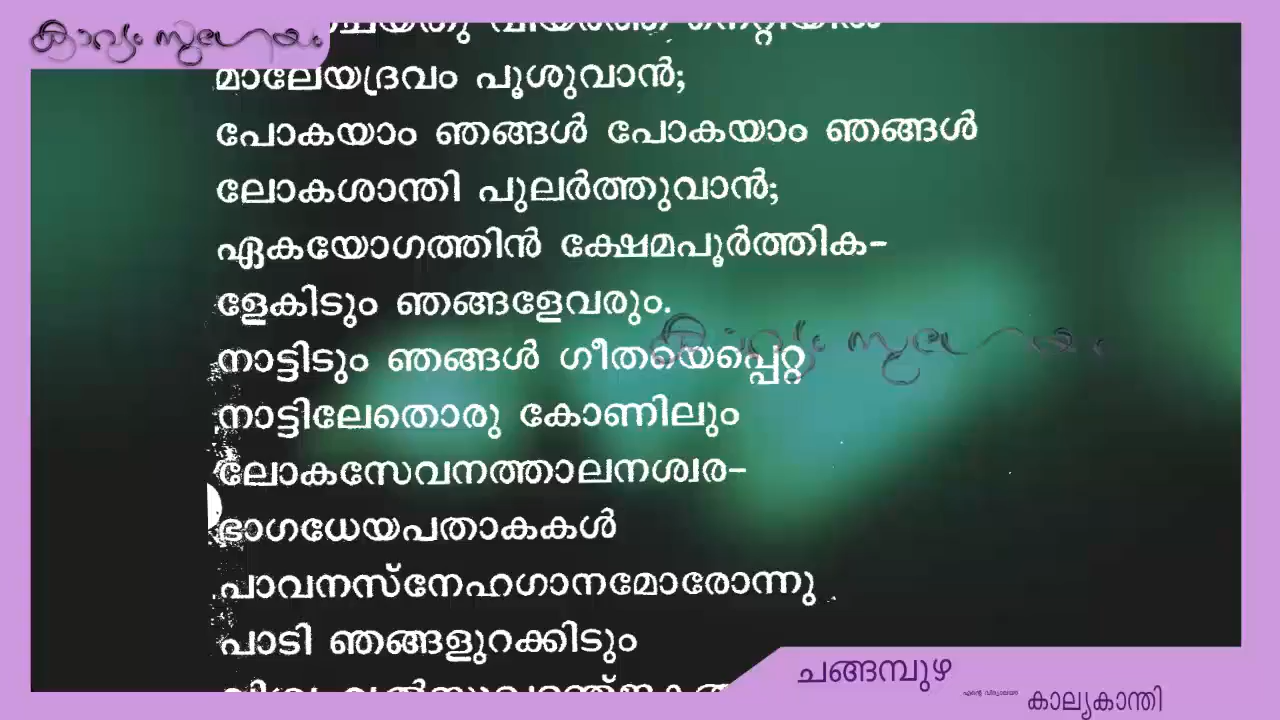 കാവ്യം സുഗേയം
മാലേയദ്രവം പൂശുവാൻ;
പോകയാം ഞങ്ങൾ പോകയാം ഞങ്ങൾ
ലോകശാന്തി പുലർത്തുവാൻ;
ഏകയോഗത്തിൻ ക്ഷേമപൂർത്തിക-
ളേകിടും ഞങ്ങളേവരും.
നാട്ടിടും ഞങ്ങൾ ഗീതയെപ്പെറ്റ
കാവ്യം സുഗേയം
നാട്ടിലേതൊരു കോണിലും
ലോകസേവനത്താലനശ്വര-
ഭാഗധേയപതാകകൾ
പാവനസ്നേഹഗാനമോരോന്നു
പാടി ഞങ്ങളുറക്കിടും
ചങ്ങമ്പുഴ
കാല്യകാന്തി